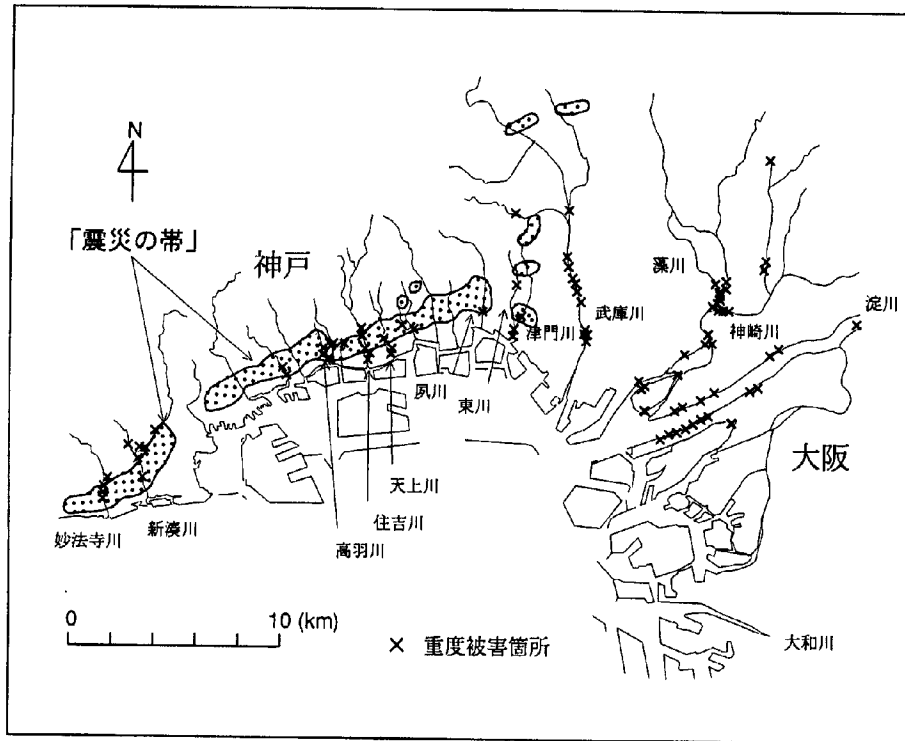 N
「震災の帯」
神戸
藻川
淀川
武庫川
神崎川
津門川
夙川
東川
大阪
天上川
住吉川
高羽川
新湊川
妙法寺川
0 10 (km)
× 重度被害箇所
大和川